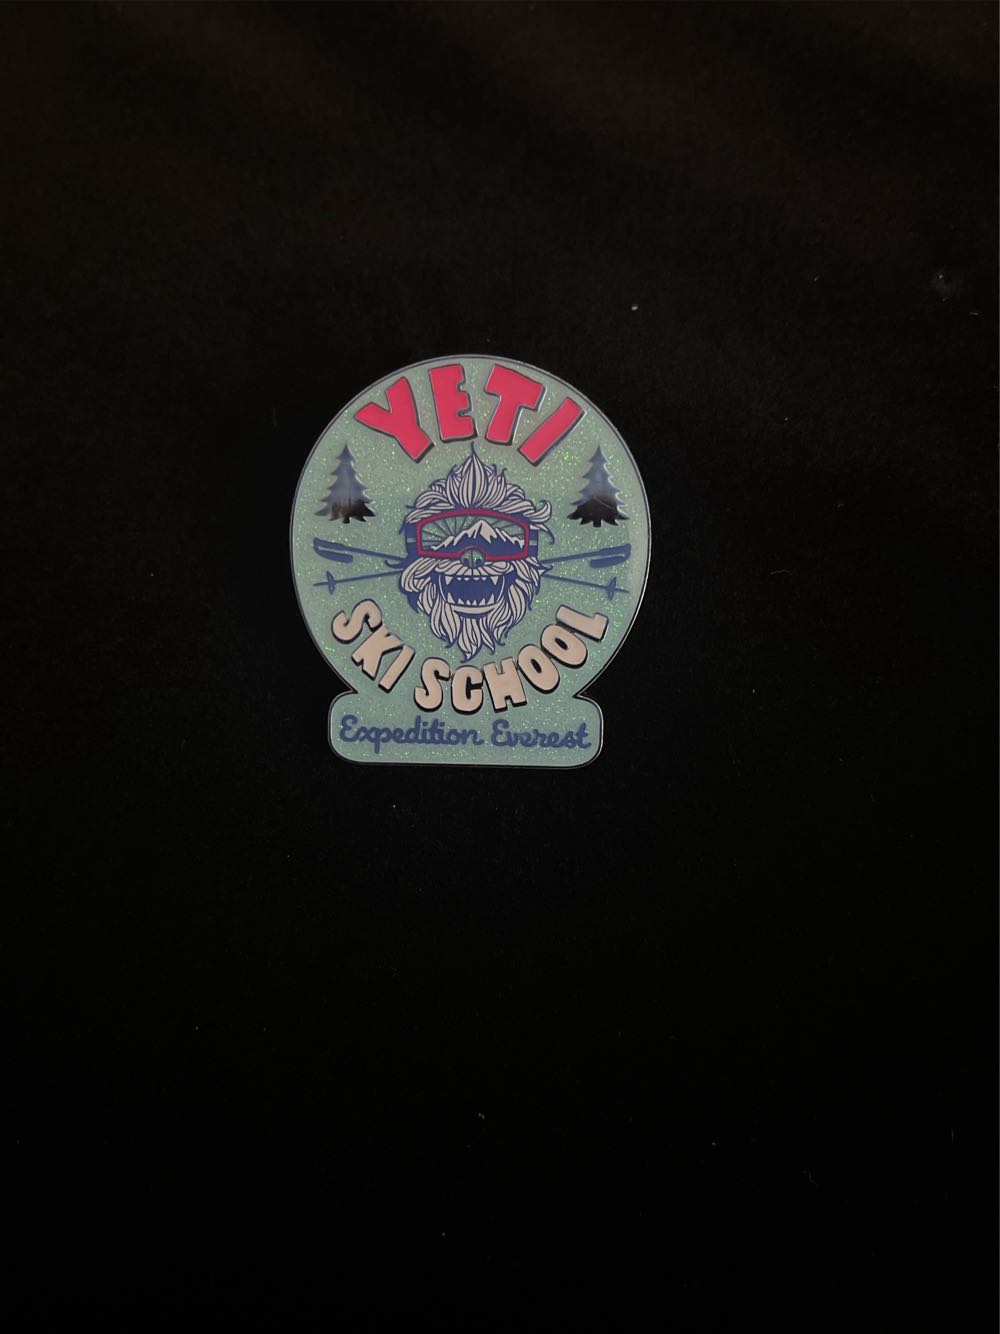 YETI
SKI SCHOOL
Expedition Everest